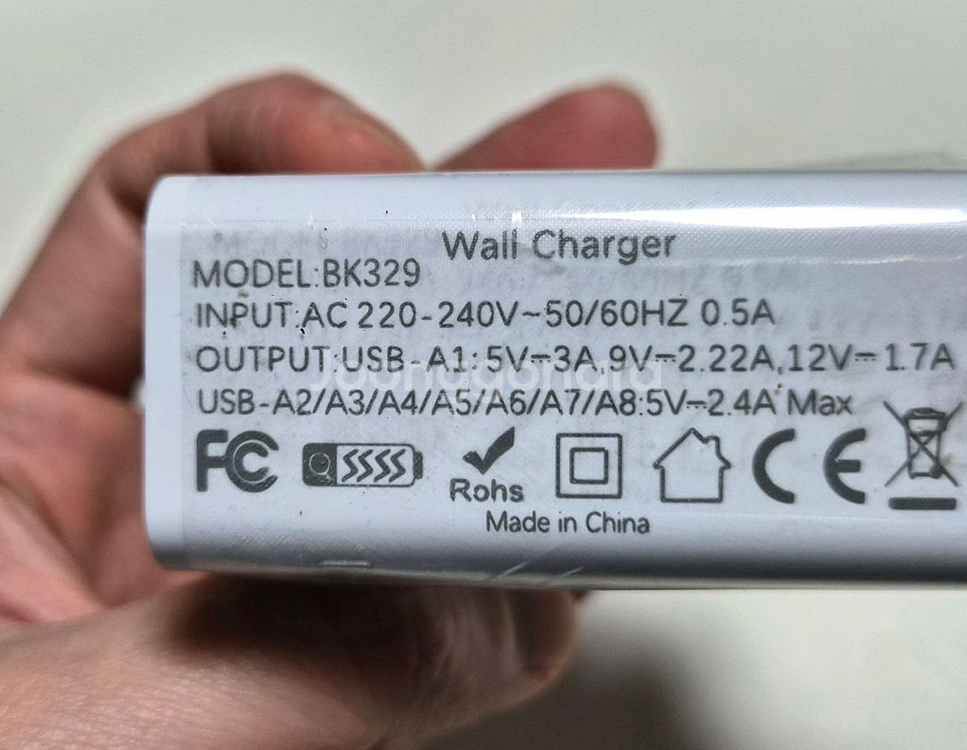 Wall Charger
MODEL:BK329
INPUT:AC 220-240V~50/60HZ 0.5A
OUTPUT:USB-A1:5V⎓3A,9V⎓2.22A,12V⎓1.7A
USB-A2/A3/A4/A5/A6/A7/A8:5V⎓2.4A Max
FC
Rohs
CE
Made in China
Joonggonara